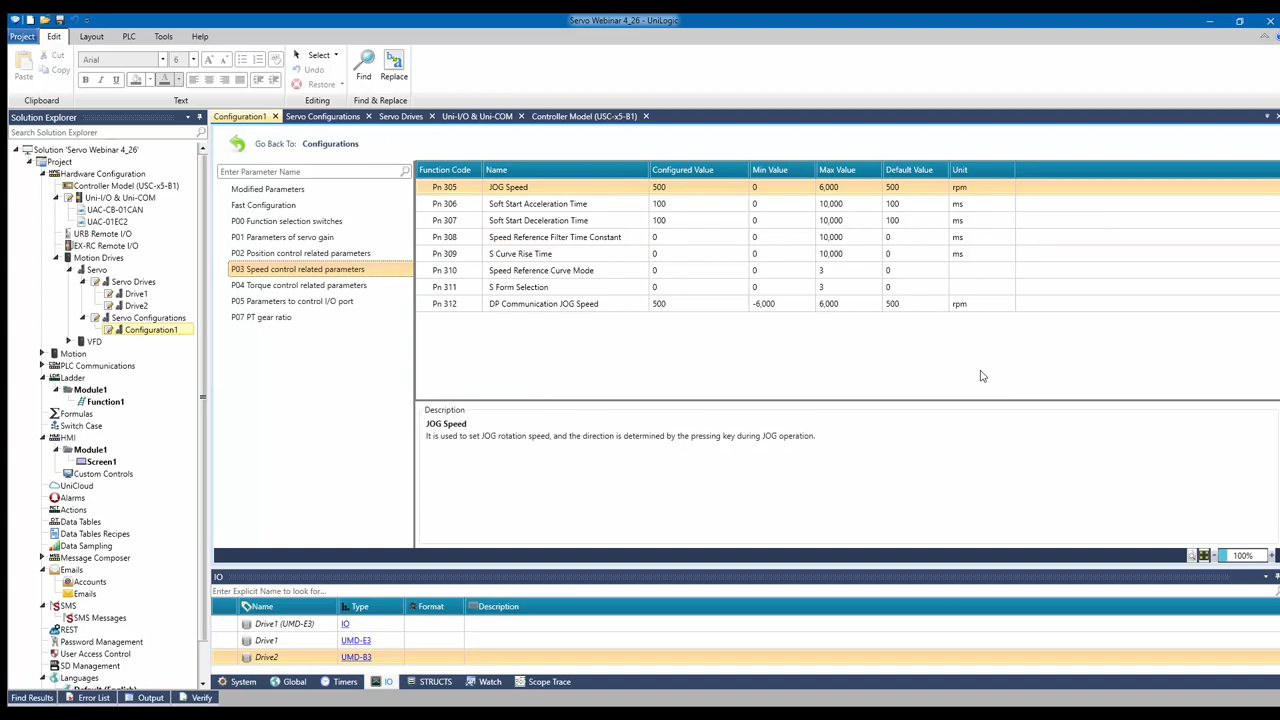 Servo Webinar 4_26 - UniLogic
Project Edit Layout PLC Tools Help
Paste Cut Copy Arial 6 Select Undo Restore Find Replace
Clipboard Text Editing Find & Replace
Solution Explorer
Search Solution Explorer
Solution 'Servo Webinar 4_26'
Project
Hardware Configuration
Controller Model (USC-x5-B1)
Uni-I/O & Uni-COM
UAC-CB-01CAN
UAC-01EC2
URB Remote I/O
EX-RC Remote I/O
Motion Drives
Servo
Servo Drives
Drive1
Drive2
Servo Configurations
Configuration1
VFD
Motion
PLC Communications
Ladder
Module1
Function1
Formulas
Switch Case
HMI
Module1
Screen1
Custom Controls
UniCloud
Alarms
Actions
Data Tables
Data Tables Recipes
Data Sampling
Message Composer
Emails
Accounts
Emails
SMS
SMS Messages
REST
Password Management
User Access Control
SD Management
Languages
Default (English)
Configuration1 Servo Configurations Servo Drives Uni-I/O & Uni-COM Controller Model (USC-x5-B1)
Go Back To: Configurations
Enter Parameter Name
Modified Parameters
Fast Configuration
P00 Function selection switches
P01 Parameters of servo gain
P02 Position control related parameters
P03 Speed control related parameters
P04 Torque control related parameters
P05 Parameters to control I/O port
P07 PT gear ratio
Function Code Name Configured Value Min Value Max Value Default Value Unit
Pn 305 JOG Speed 500 0 6,000 500 rpm
Pn 306 Soft Start Acceleration Time 100 0 10,000 100 ms
Pn 307 Soft Start Deceleration Time 100 0 10,000 100 ms
Pn 308 Speed Reference Filter Time Constant 0 0 10,000 0 ms
Pn 309 S Curve Rise Time 0 0 10,000 0 ms
Pn 310 Speed Reference Curve Mode 0 0 3 0
Pn 311 S Form Selection 0 0 3 0
Pn 312 DP Communication JOG Speed 500 -6,000 6,000 500 rpm
Description
JOG Speed
It is used to set JOG rotation speed, and the direction is determined by the pressing key during JOG operation.
100%
IO
Enter Explicit Name to look for...
Name Type Format Description
Drive1 (UMD-E3) IO
Drive1 UMD-E3
Drive2 UMD-B3
System Global Timers IO STRUCTS Watch Scope Trace
Find Results Error List Output Verify